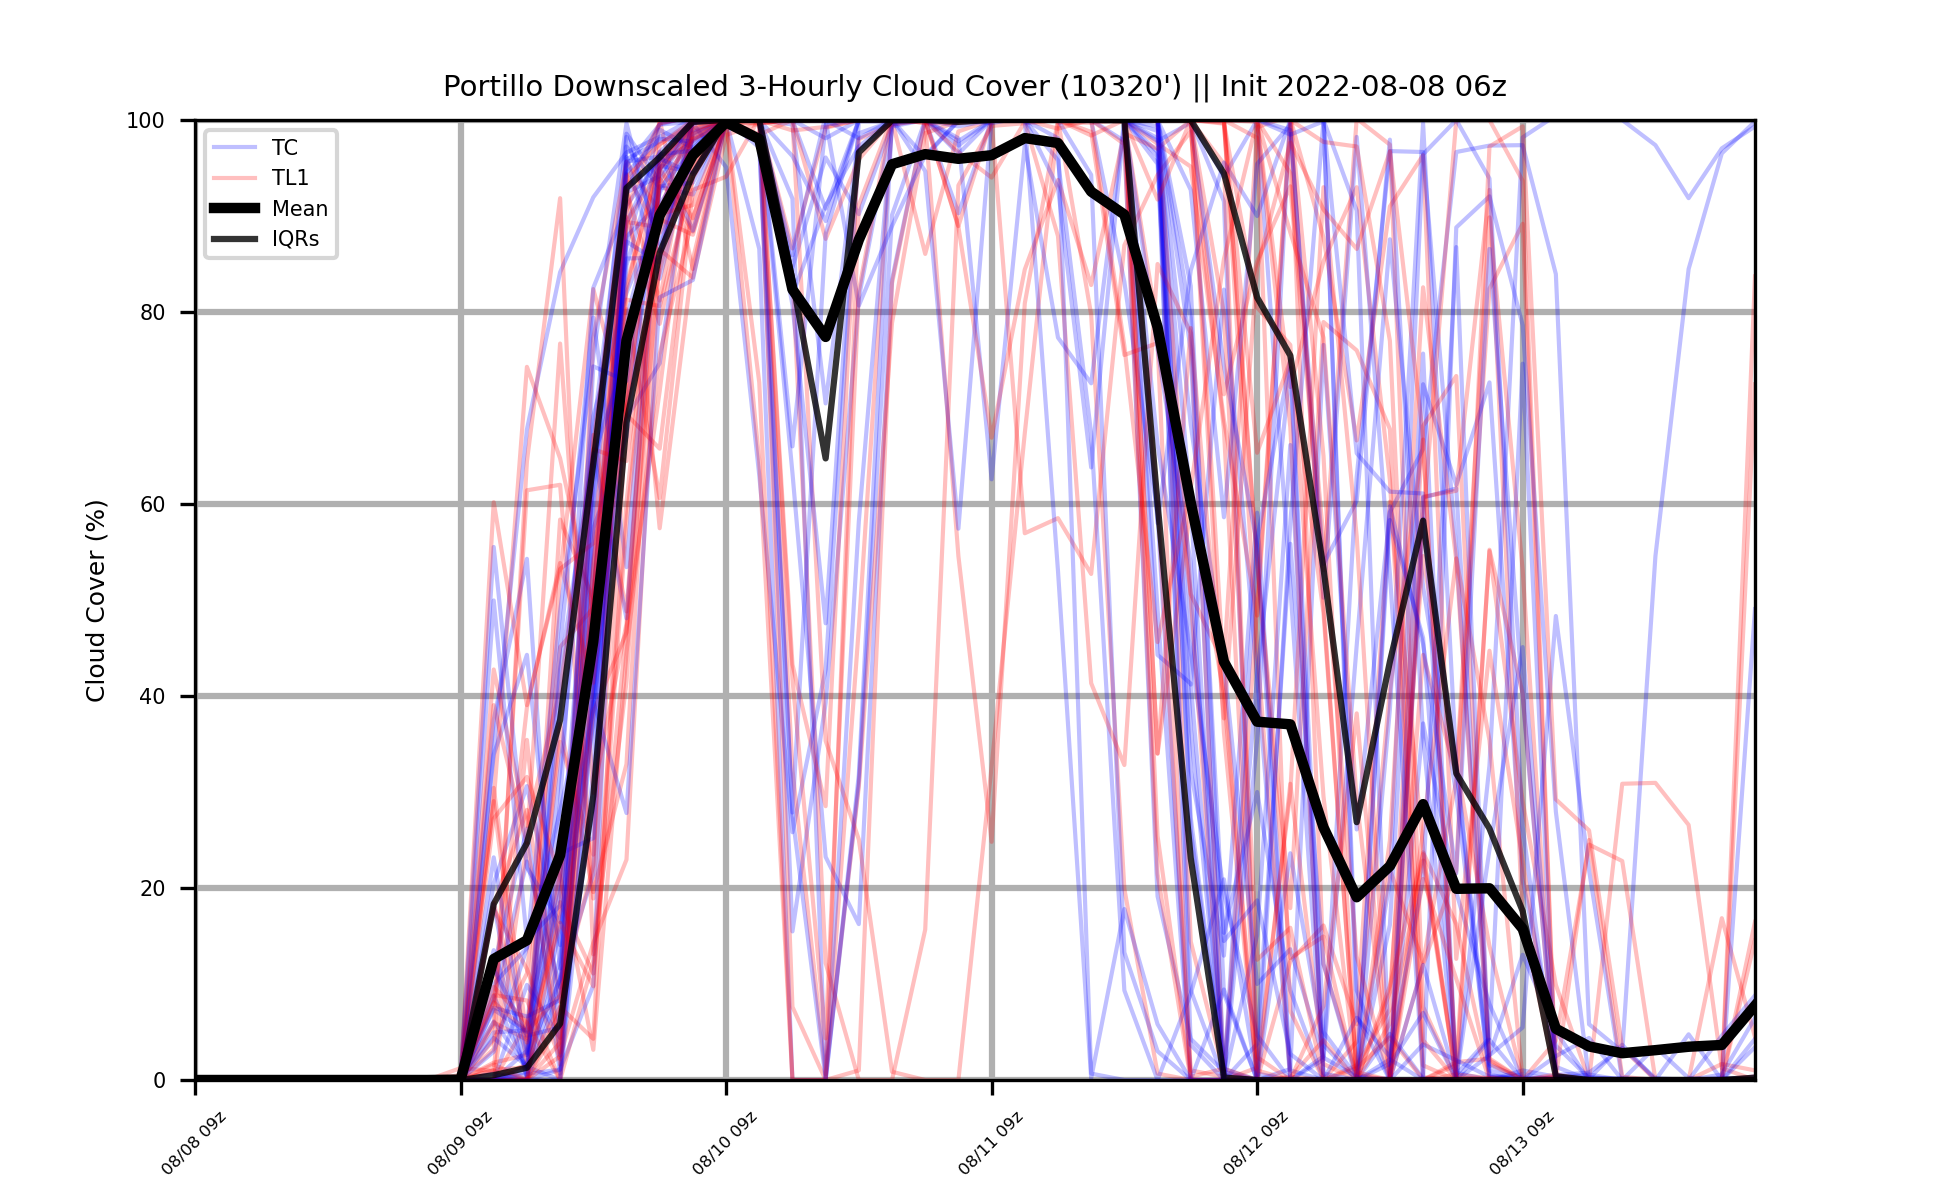 Portillo Downscaled 3-Hourly Cloud Cover (10320') || Init 2022-08-08 06z
TC
TL1
Mean
IQRs
Cloud Cover (%)
100
80
60
40
20
0
08/08 09z
08/09 09z
08/10 09z
08/11 09z
08/12 09z
08/13 09z